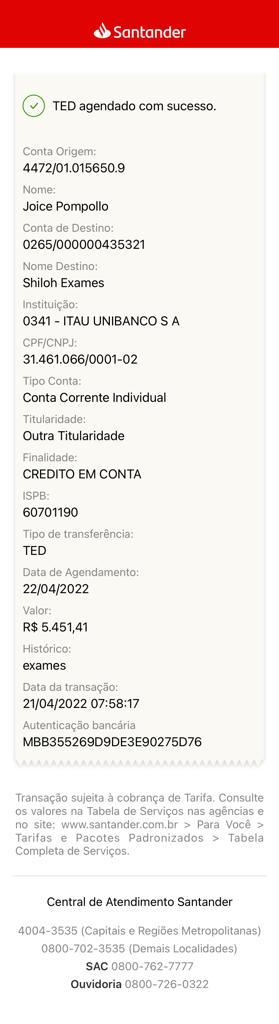 Santander
TED agendado com sucesso.
Conta Origem:
4472/01.015650.9
Nome:
Joice Pompollo
Conta de Destino:
0265/000000435321
Nome Destino:
Shiloh Exames
Instituição:
0341 - ITAU UNIBANCO S A
CPF/CNPJ:
31.461.066/0001-02
Tipo Conta:
Conta Corrente Individual
Titularidade:
Outra Titularidade
Finalidade:
CREDITO EM CONTA
ISPB:
60701190
Tipo de transferência:
TED
Data de Agendamento:
22/04/2022
Valor:
R$ 5.451,41
Histórico:
exames
Data da transação:
21/04/2022 07:58:17
Autenticação bancária
MBB355269D9DE3E90275D76
Transação sujeita à cobrança de Tarifa. Consulte
os valores na Tabela de Serviços nas agências e
no site: www.santander.com.br > Para Você >
Tarifas e Pacotes Padronizados > Tabela
Completa de Serviços.
Central de Atendimento Santander
4004-3535 (Capitais e Regiões Metropolitanas)
0800-702-3535 (Demais Localidades)
SAC 0800-762-7777
Ouvidoria 0800-726-0322